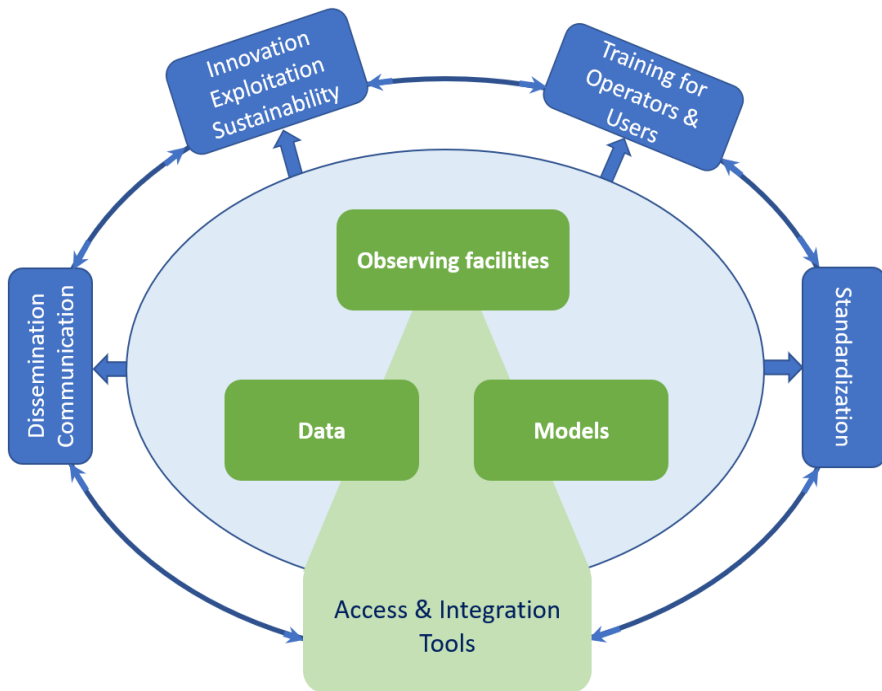 Innovation
Exploitation
Sustainability
Training for
Operators &
Users
Observing facilities
Dissemination
Communication
Standardization
Data
Models
Access & Integration
Tools